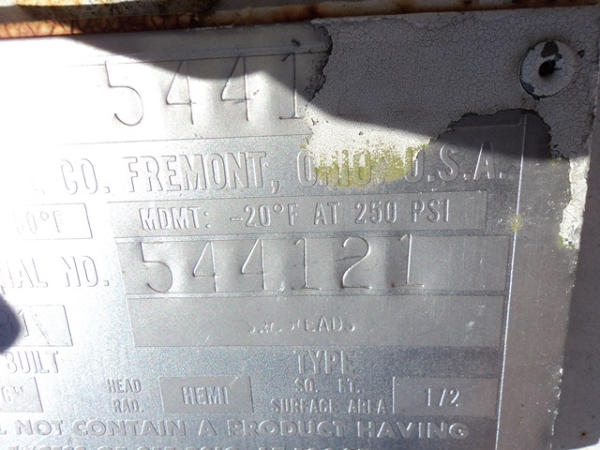 5441
CO. FREMONT, OHIO, U.S.A.
0°F MDMT: -20°F AT 250 PSI
NO. 544121
BUILT TYPE
HEAD RAD. HEMI SQ. FT. SURFACE AREA 172
NOT CONTAIN A PRODUCT HAVING